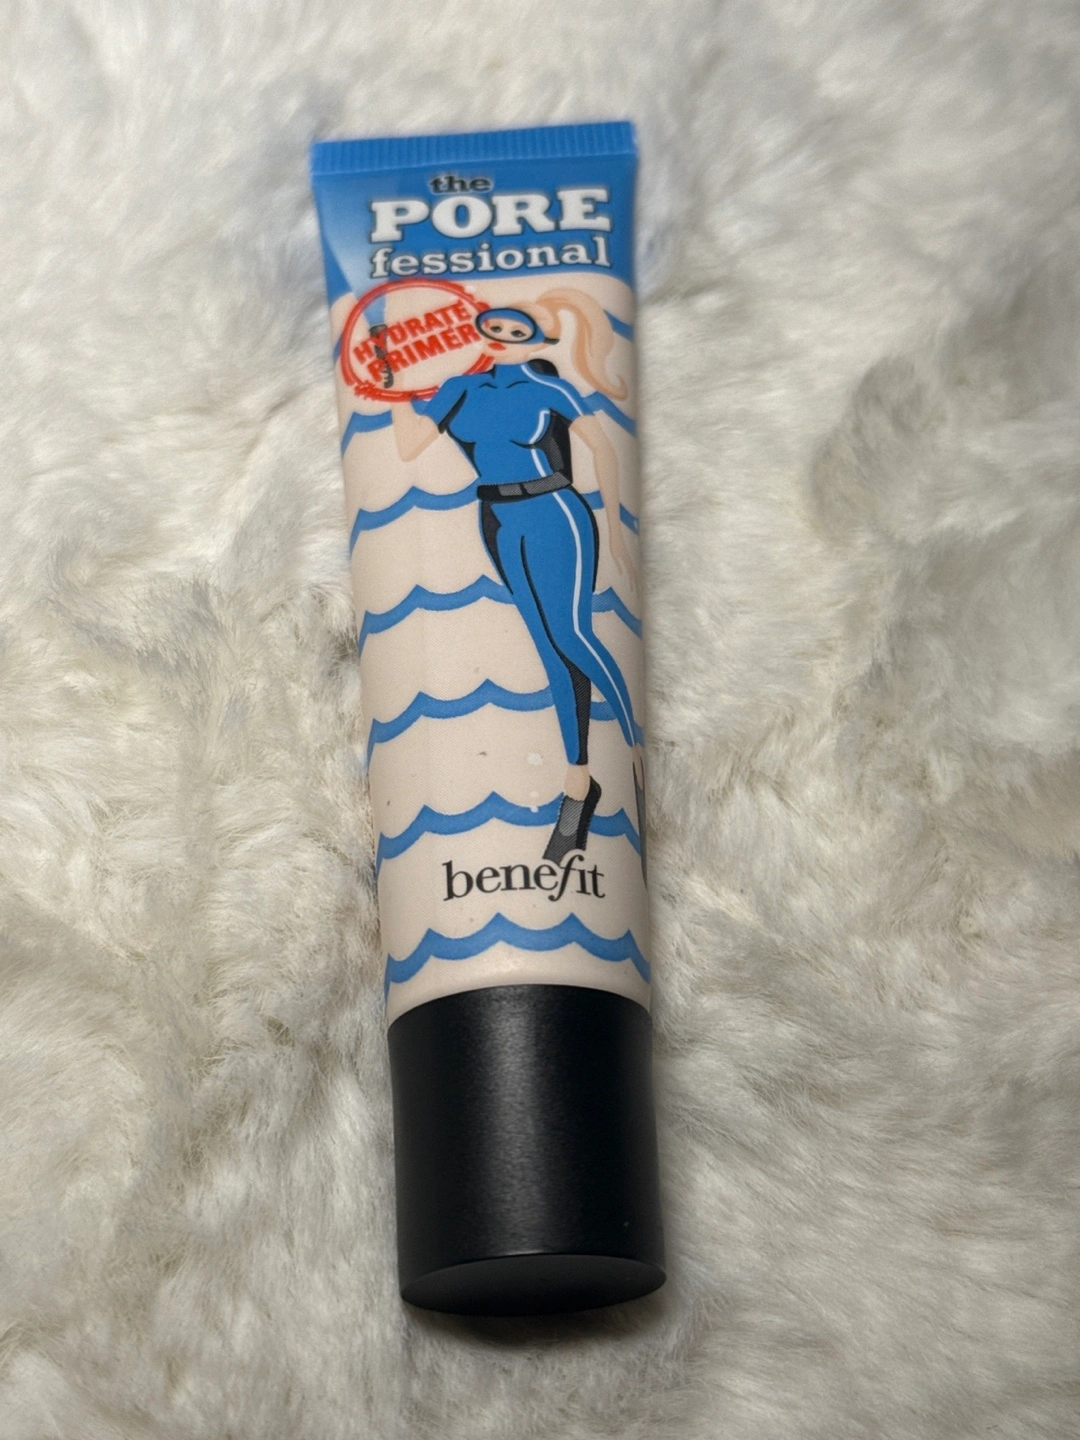 the
PORE
fessional
HYDRATE
PRIMER
benefit